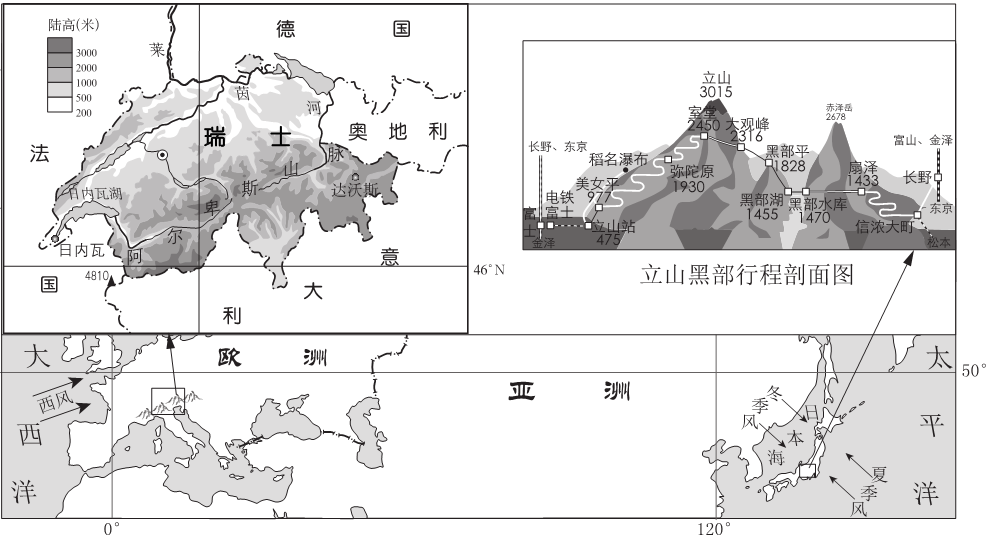 陆高(米)
3000
2000
1000
500
200
德 国
莱
茵
河
瑞 士
奥 地 利
法
国
日内瓦湖
日内瓦
阿
尔
卑
斯
山
脉
达沃斯
4810
意
大
利
46°N
立山
3015
室堂
2450
大观峰
2316
赤泽岳
2678
黑部平
1828
稻名瀑布
弥陀原
1930
美女平
977
黑部湖
1455
黑部水库
1470
扇泽
1433
长野、东京
电铁
富士
富士
金泽
立山站
475
富山、金泽
长野
东京
信浓大町
松本
立山黑部行程剖面图
大
西
洋
西风
欧 洲
亚 洲
冬
季
风
日
本
海
夏
季
风
太
平
洋
50°
0°
120°